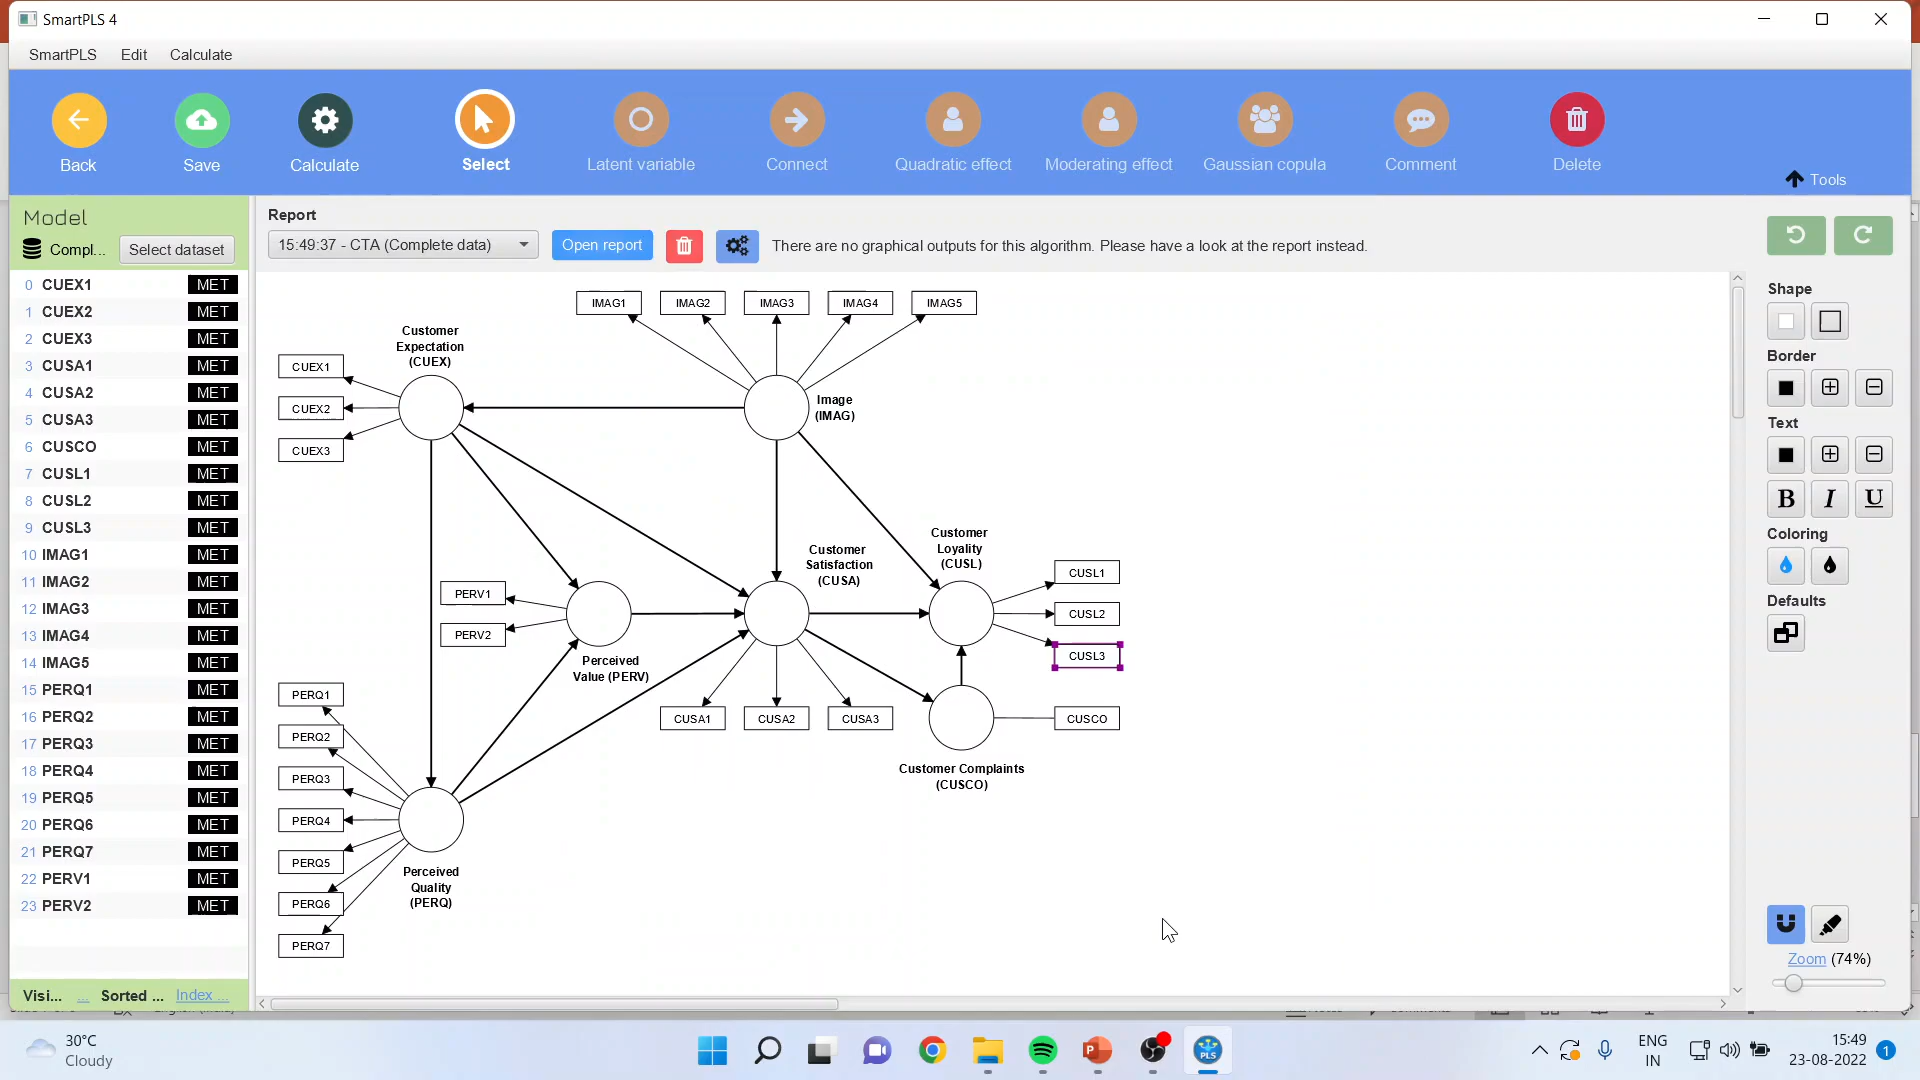 SmartPLS 4
SmartPLS Edit Calculate
Back Save Calculate Select Latent variable Connect Quadratic effect Moderating effect Gaussian copula Comment Delete
Tools
Model
Compl... Select dataset
0 CUEX1 MET
1 CUEX2 MET
2 CUEX3 MET
3 CUSA1 MET
4 CUSA2 MET
5 CUSA3 MET
6 CUSCO MET
7 CUSL1 MET
8 CUSL2 MET
9 CUSL3 MET
10 IMAG1 MET
11 IMAG2 MET
12 IMAG3 MET
13 IMAG4 MET
14 IMAG5 MET
15 PERQ1 MET
16 PERQ2 MET
17 PERQ3 MET
18 PERQ4 MET
19 PERQ5 MET
20 PERQ6 MET
21 PERQ7 MET
22 PERV1 MET
23 PERV2 MET
Visi... ... Sorted ... Index ...
Report
15:49:37 - CTA (Complete data) Open report There are no graphical outputs for this algorithm. Please have a look at the report instead.
IMAG1 IMAG2 IMAG3 IMAG4 IMAG5
Customer
Expectation
(CUEX)
CUEX1
CUEX2
CUEX3
Image
(IMAG)
Customer
Satisfaction
(CUSA)
Customer
Loyality
(CUSL)
CUSL1
CUSL2
CUSL3
PERV1
PERV2
Perceived
Value (PERV)
CUSA1 CUSA2 CUSA3
CUSCO
Customer Complaints
(CUSCO)
PERQ1
PERQ2
PERQ3
PERQ4
PERQ5
PERQ6
PERQ7
Perceived
Quality
(PERQ)
Shape
Border
Text
B I U
Coloring
Defaults
Zoom (74%)
30°C
Cloudy
PLS
ENG
IN
15:49
23-08-2022
1